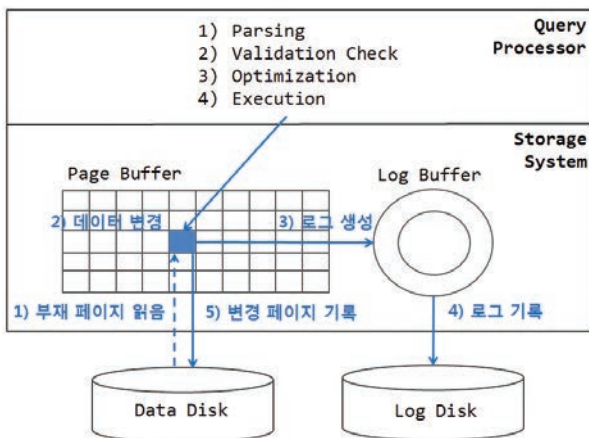 Query
Processor
1) Parsing
2) Validation Check
3) Optimization
4) Execution
Storage
System
Page Buffer
Log Buffer
2) 데이터 변경
3) 로그 생성
1) 부재 페이지 읽음
5) 변경 페이지 기록
4) 로그 기록
Data Disk
Log Disk